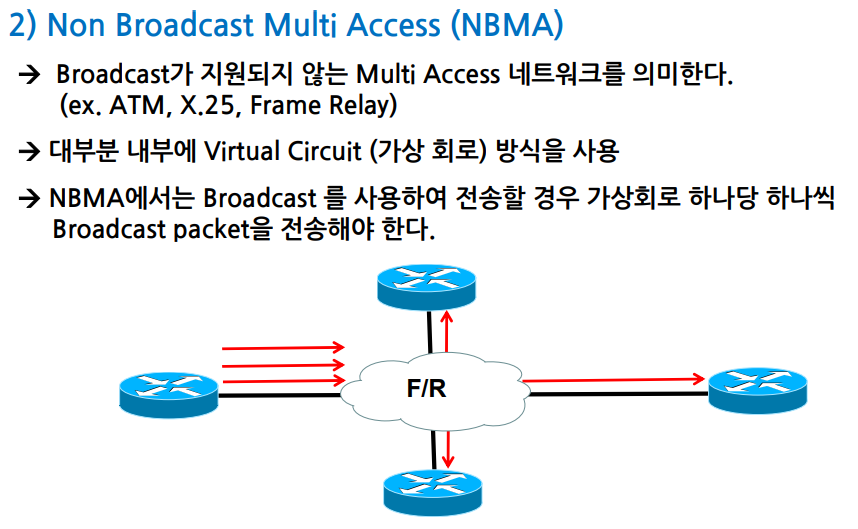 2) Non Broadcast Multi Access (NBMA)
→ Broadcast가 지원되지 않는 Multi Access 네트워크를 의미한다.
(ex. ATM, X.25, Frame Relay)
→ 대부분 내부에 Virtual Circuit (가상 회로) 방식을 사용
→ NBMA에서는 Broadcast 를 사용하여 전송할 경우 가상회로 하나당 하나씩
Broadcast packet을 전송해야 한다.
F/R